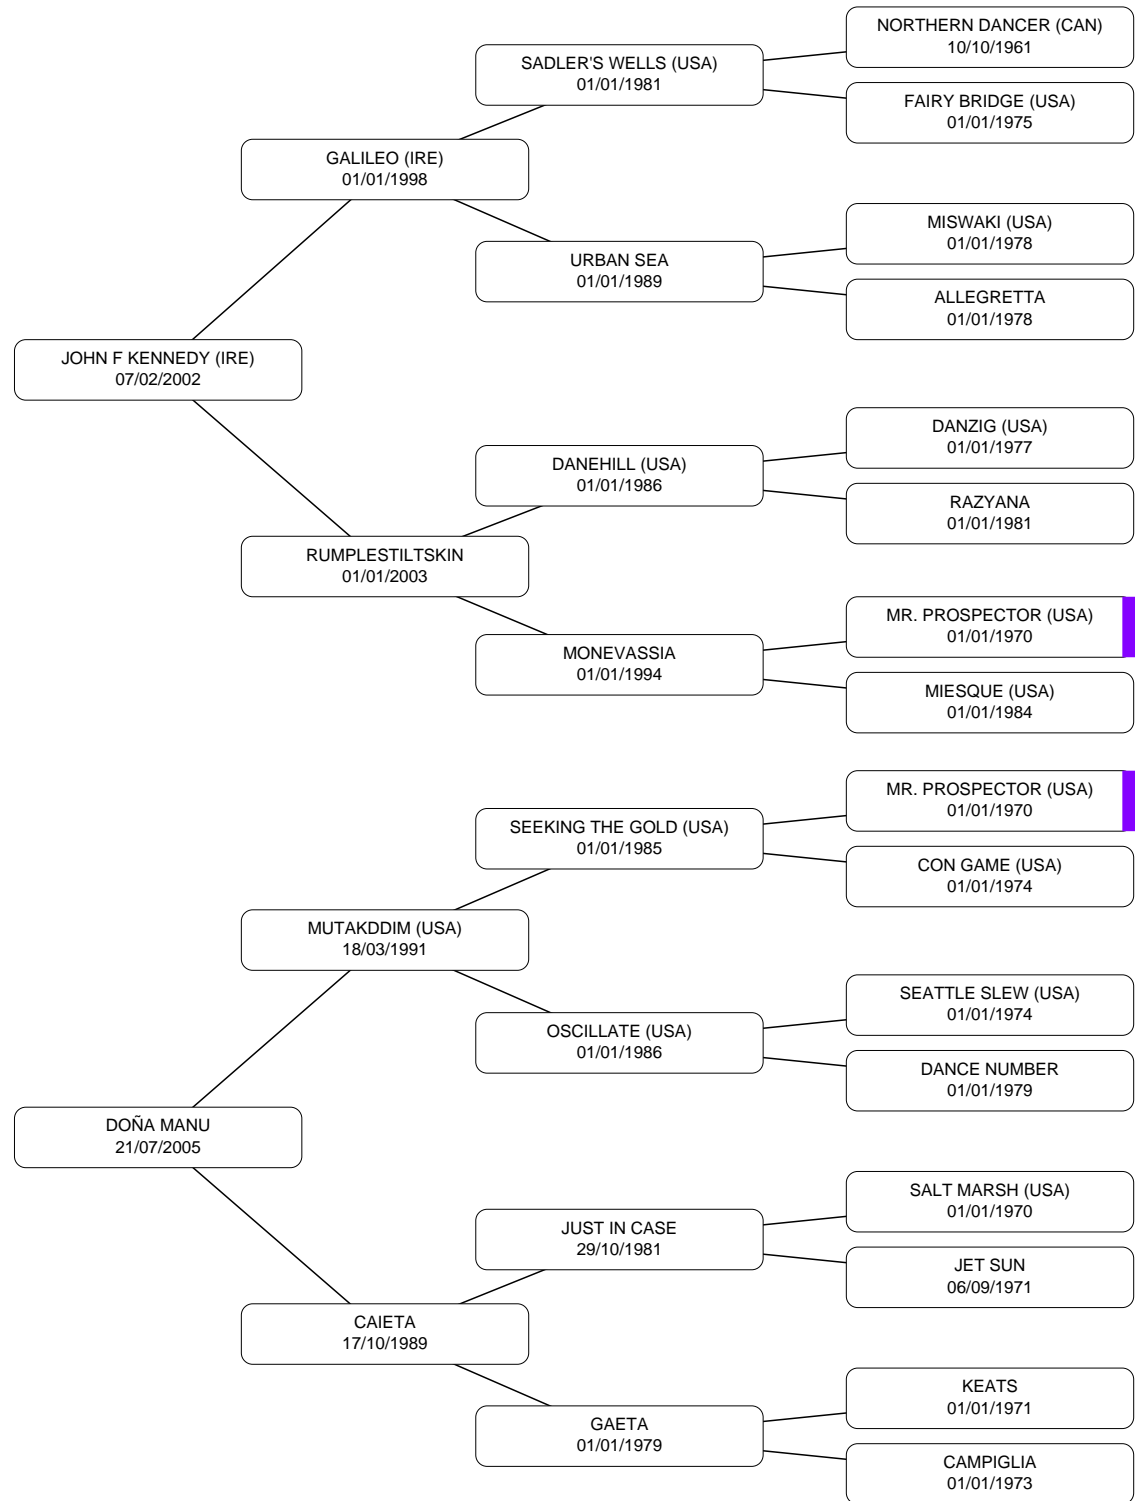 NORTHERN DANCER (CAN)
10/10/1961
SADLER'S WELLS (USA)
01/01/1981
FAIRY BRIDGE (USA)
01/01/1975
GALILEO (IRE)
01/01/1998
MISWAKI (USA)
01/01/1978
URBAN SEA
01/01/1989
ALLEGRETTA
01/01/1978
JOHN F KENNEDY (IRE)
07/02/2002
DANZIG (USA)
01/01/1977
DANEHILL (USA)
01/01/1986
RAZYANA
01/01/1981
RUMPLESTILTSKIN
01/01/2003
MR. PROSPECTOR (USA)
01/01/1970
MONEVASSIA
01/01/1994
MIESQUE (USA)
01/01/1984
MR. PROSPECTOR (USA)
01/01/1970
SEEKING THE GOLD (USA)
01/01/1985
CON GAME (USA)
01/01/1974
MUTAKDDIM (USA)
18/03/1991
SEATTLE SLEW (USA)
01/01/1974
OSCILLATE (USA)
01/01/1986
DANCE NUMBER
01/01/1979
DOÑA MANU
21/07/2005
SALT MARSH (USA)
01/01/1970
JUST IN CASE
29/10/1981
JET SUN
06/09/1971
CAIETA
17/10/1989
KEATS
01/01/1971
GAETA
01/01/1979
CAMPIGLIA
01/01/1973